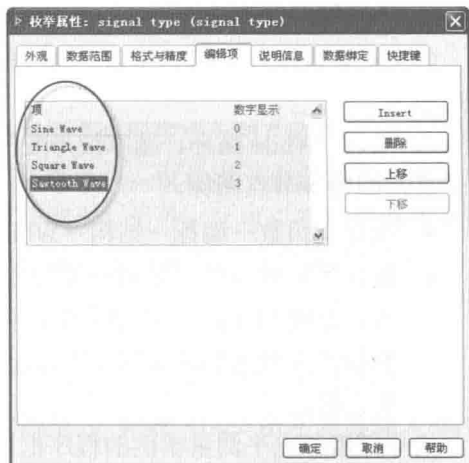 枚举属性: signal type (signal type)
外观 数据范围 格式与精度 编辑项 说明信息 数据绑定 快捷键
项 数字显示
Sine Wave 0
Triangle Wave 1
Square Wave 2
Sawtooth Wave 3
Insert
删除
上移
下移
确定 取消 帮助